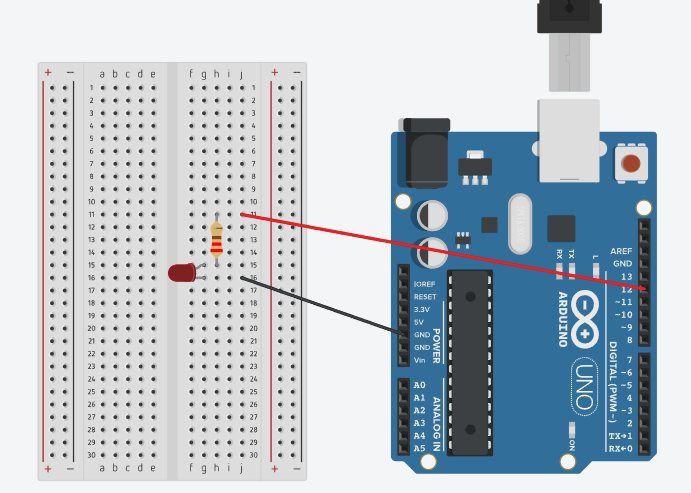 + − a b c d e f g h i j + −
1 1
2 2
3 3
4 4
5 5
6 6
7 7
8 8
9 9
10 10
11 11
12 12
13 13
14 14
15 15
16 16
17 17
18 18
19 19
20 20
21 21
22 22
23 23
24 24
25 25
26 26
27 27
28 28
29 29
30 30
+ − a b c d e f g h i j + −
AREF
GND
13
12
~11
~10
~9
8
7
~6
~5
4
~3
2
TX→1
RX←0
DIGITAL (PWM~)
L
TX
RX
ARDUINO
UNO
ON
IOREF
RESET
3.3V
5V
GND
GND
Vin
POWER
A0
A1
A2
A3
A4
A5
ANALOG IN